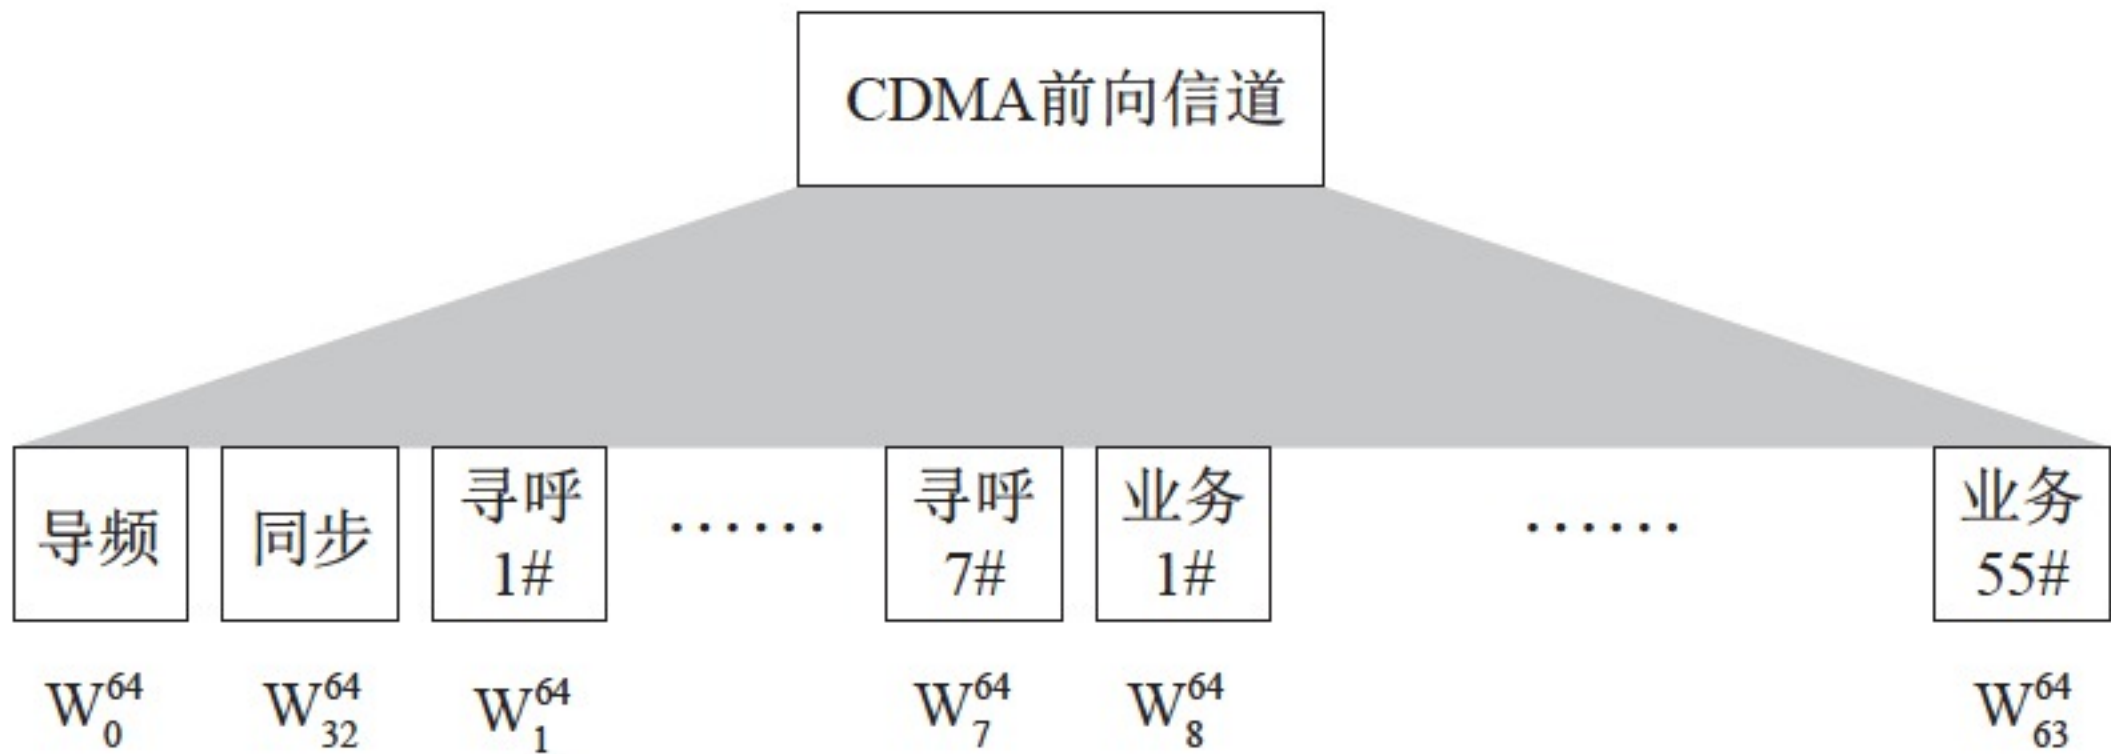 CDMA前向信道
导频
同步
寻呼
1#
……
寻呼
7#
业务
1#
……
业务
55#
W₀⁶⁴
W₃₂⁶⁴
W₁⁶⁴
W₇⁶⁴
W₈⁶⁴
W₆₃⁶⁴